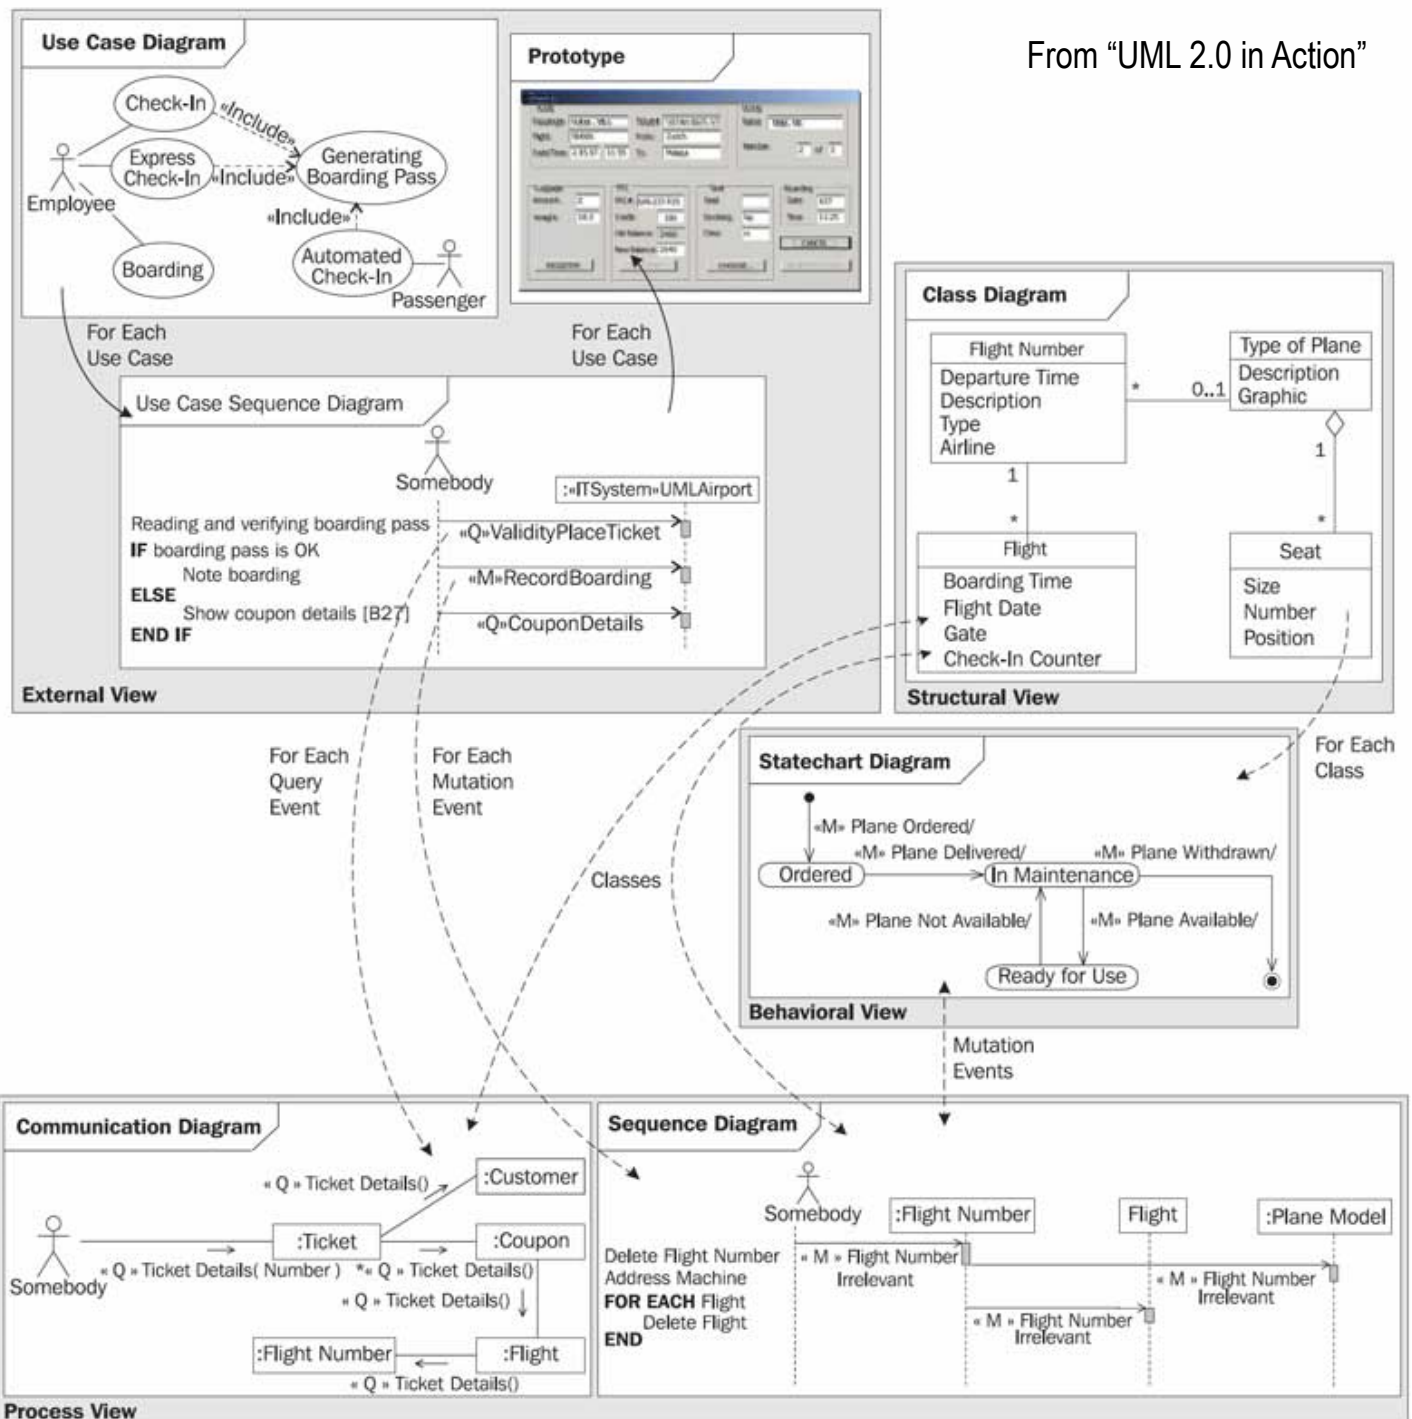 From “UML 2.0 in Action”
Use Case Diagram
Check-In
«Include»
Express
Check-In
«Include»
Generating
Boarding Pass
Employee
«Include»
Boarding
Automated
Check-In
Passenger
Prototype
For Each
Use Case
For Each
Use Case
Use Case Sequence Diagram
Somebody
:«ITSystem»UMLAirport
Reading and verifying boarding pass
«Q»ValidityPlaceTicket
IF boarding pass is OK
Note boarding
«M»RecordBoarding
ELSE
Show coupon details [B27]
«Q»CouponDetails
END IF
External View
Class Diagram
Flight Number
Departure Time
Description
Type
Airline
*
0..1
Type of Plane
Description
Graphic
1
1
*
*
Flight
Boarding Time
Flight Date
Gate
Check-In Counter
Seat
Size
Number
Position
Structural View
For Each
Query
Event
For Each
Mutation
Event
Classes
For Each
Class
Statechart Diagram
«M» Plane Ordered/
«M» Plane Delivered/
«M» Plane Withdrawn/
Ordered
In Maintenance
«M» Plane Not Available/
«M» Plane Available/
Ready for Use
Behavioral View
Mutation
Events
Communication Diagram
« Q » Ticket Details()
:Customer
Somebody
:Ticket
:Coupon
« Q » Ticket Details( Number )
*« Q » Ticket Details()
« Q » Ticket Details()
:Flight Number
:Flight
« Q » Ticket Details()
Sequence Diagram
Somebody
:Flight Number
Flight
:Plane Model
Delete Flight Number
Address Machine
FOR EACH Flight
Delete Flight
END
« M » Flight Number
Irrelevant
« M » Flight Number
Irrelevant
« M » Flight Number
Irrelevant
Process View